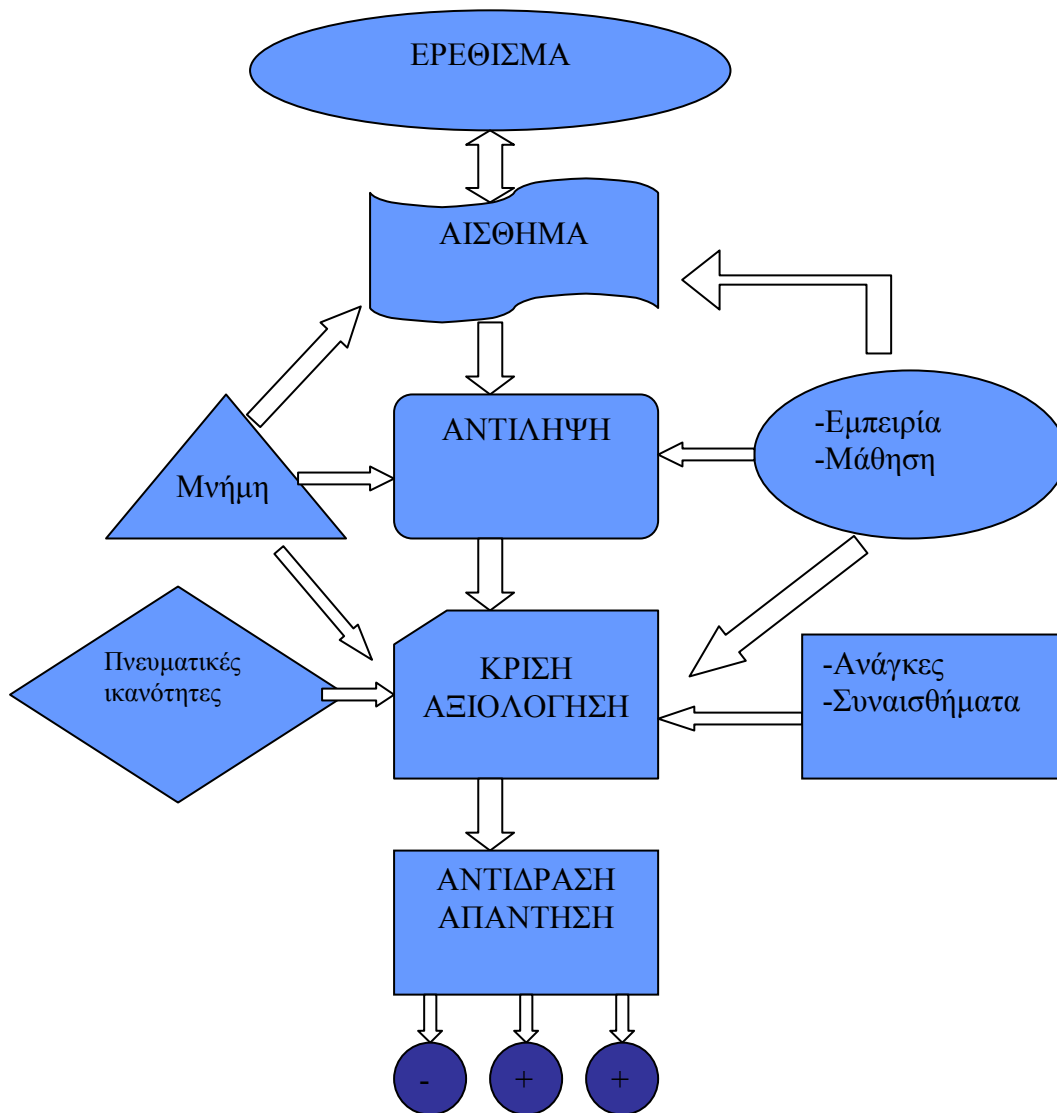 ΕΡΕΘΙΣΜΑ
ΑΙΣΘΗΜΑ
ΑΝΤΙΛΗΨΗ
-Εμπειρία
-Μάθηση
Μνήμη
Πνευματικές
ικανότητες
ΚΡΙΣΗ
ΑΞΙΟΛΟΓΗΣΗ
-Ανάγκες
-Συναισθήματα
ΑΝΤΙΔΡΑΣΗ
ΑΠΑΝΤΗΣΗ
- + +